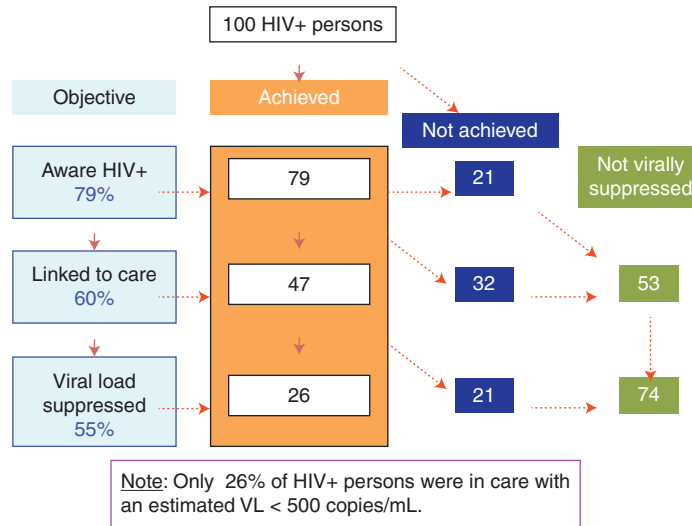 100 HIV+ persons
Objective
Achieved
Not achieved
Not virally
suppressed
Aware HIV+
79%
79
21
Linked to care
60%
47
32
53
Viral load
suppressed
55%
26
21
74
Note: Only 26% of HIV+ persons were in care with
an estimated VL < 500 copies/mL.